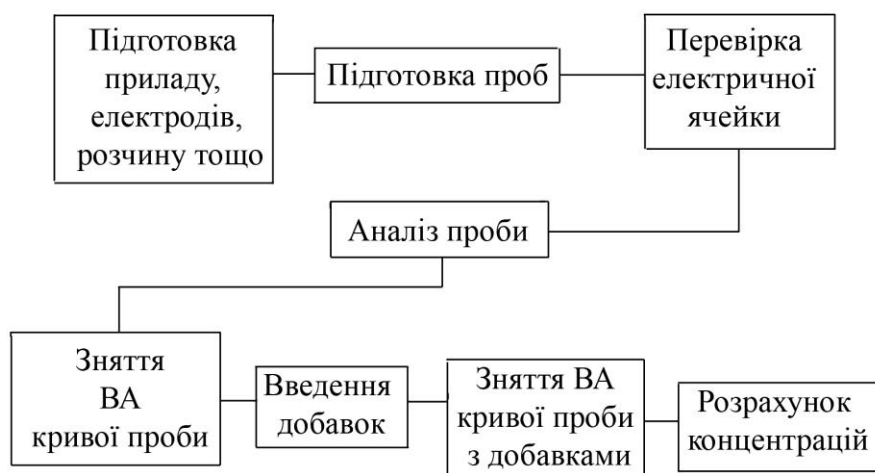 Підготовка
приладу,
електродів,
розчину тощо
Підготовка проб
Перевірка
електричної
ячейки
Аналіз проби
Зняття
ВА
кривої проби
Введення
добавок
Зняття ВА
кривої проби
з добавками
Розрахунок
концентрацій